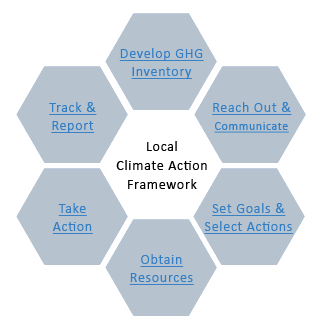 Develop GHG
Inventory
Reach Out &
Communicate
Set Goals &
Select Actions
Obtain
Resources
Take
Action
Track &
Report
Local
Climate Action
Framework